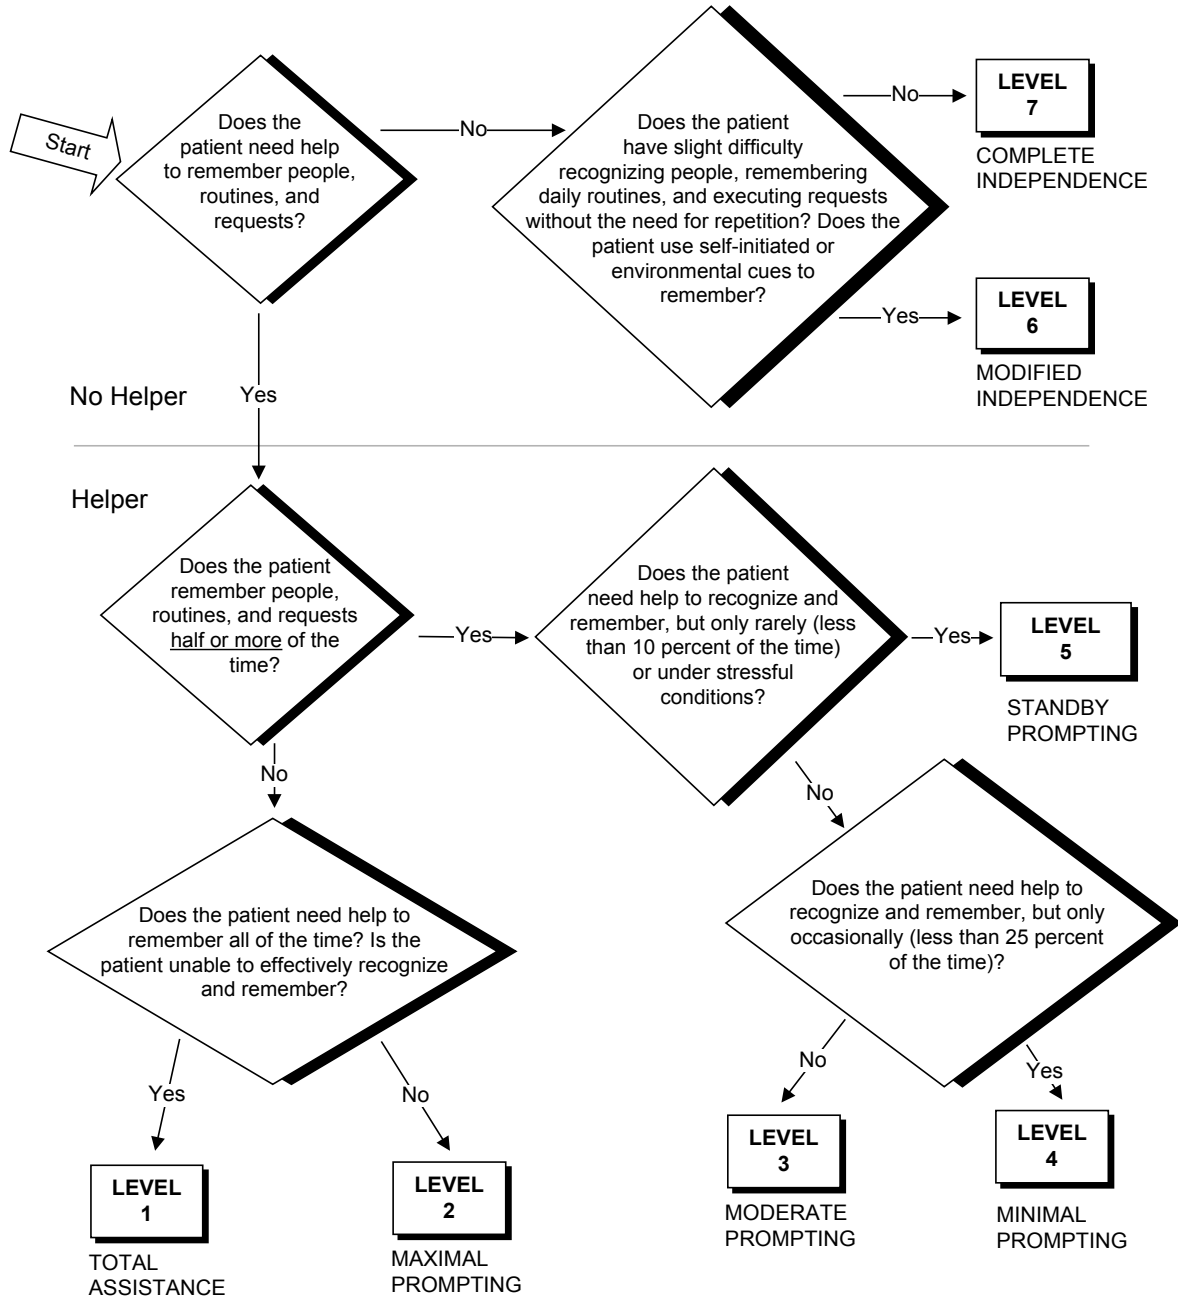 Start
Does the
patient need help
to remember people,
routines, and
requests?
No
Does the patient
have slight difficulty
recognizing people, remembering
daily routines, and executing requests
without the need for repetition? Does the
patient use self-initiated or
environmental cues to
remember?
No
LEVEL
7
COMPLETE
INDEPENDENCE
Yes
LEVEL
6
MODIFIED
INDEPENDENCE
No Helper
Yes
Helper
Does the patient
remember people,
routines, and requests
half or more of the
time?
Yes
Does the patient
need help to recognize and
remember, but only rarely (less
than 10 percent of the time)
or under stressful
conditions?
Yes
LEVEL
5
STANDBY
PROMPTING
No
No
Does the patient need help to
remember all of the time? Is the
patient unable to effectively recognize
and remember?
Does the patient need help to
recognize and remember, but only
occasionally (less than 25 percent
of the time)?
Yes
No
No
Yes
LEVEL
1
TOTAL
ASSISTANCE
LEVEL
2
MAXIMAL
PROMPTING
LEVEL
3
MODERATE
PROMPTING
LEVEL
4
MINIMAL
PROMPTING